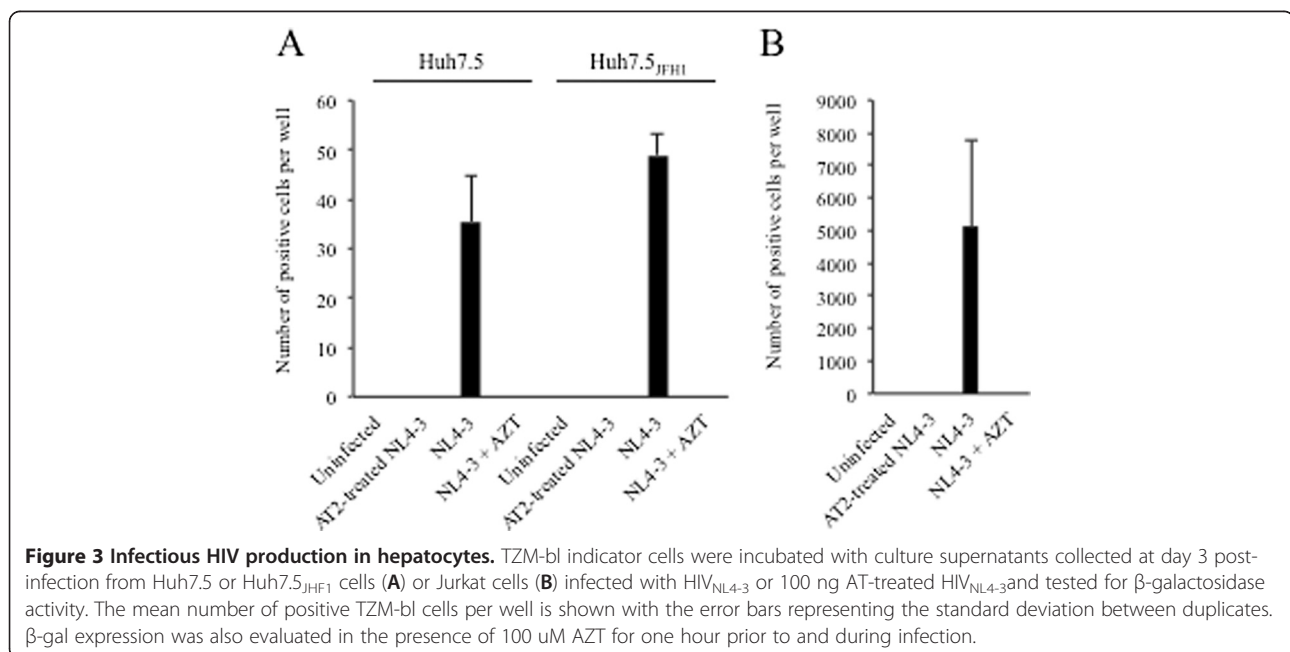 A
Huh7.5
Huh7.5JFH1
Number of positive cells per well
60
50
40
30
20
10
0
Uninfected
AT2-treated NL4-3
NL4-3
NL4-3 + AZT
Uninfected
AT2-treated NL4-3
NL4-3
NL4-3 + AZT
B
Number of positive cells per well
9000
8000
7000
6000
5000
4000
3000
2000
1000
0
Uninfected
AT2-treated NL4-3
NL4-3
NL4-3 + AZT
Figure 3 Infectious HIV production in hepatocytes. TZM-bl indicator cells were incubated with culture supernatants collected at day 3 post-
infection from Huh7.5 or Huh7.5JHF1 cells (A) or Jurkat cells (B) infected with HIVNL4-3 or 100 ng AT-treated HIVNL4-3and tested for β-galactosidase
activity. The mean number of positive TZM-bl cells per well is shown with the error bars representing the standard deviation between duplicates.
β-gal expression was also evaluated in the presence of 100 uM AZT for one hour prior to and during infection.